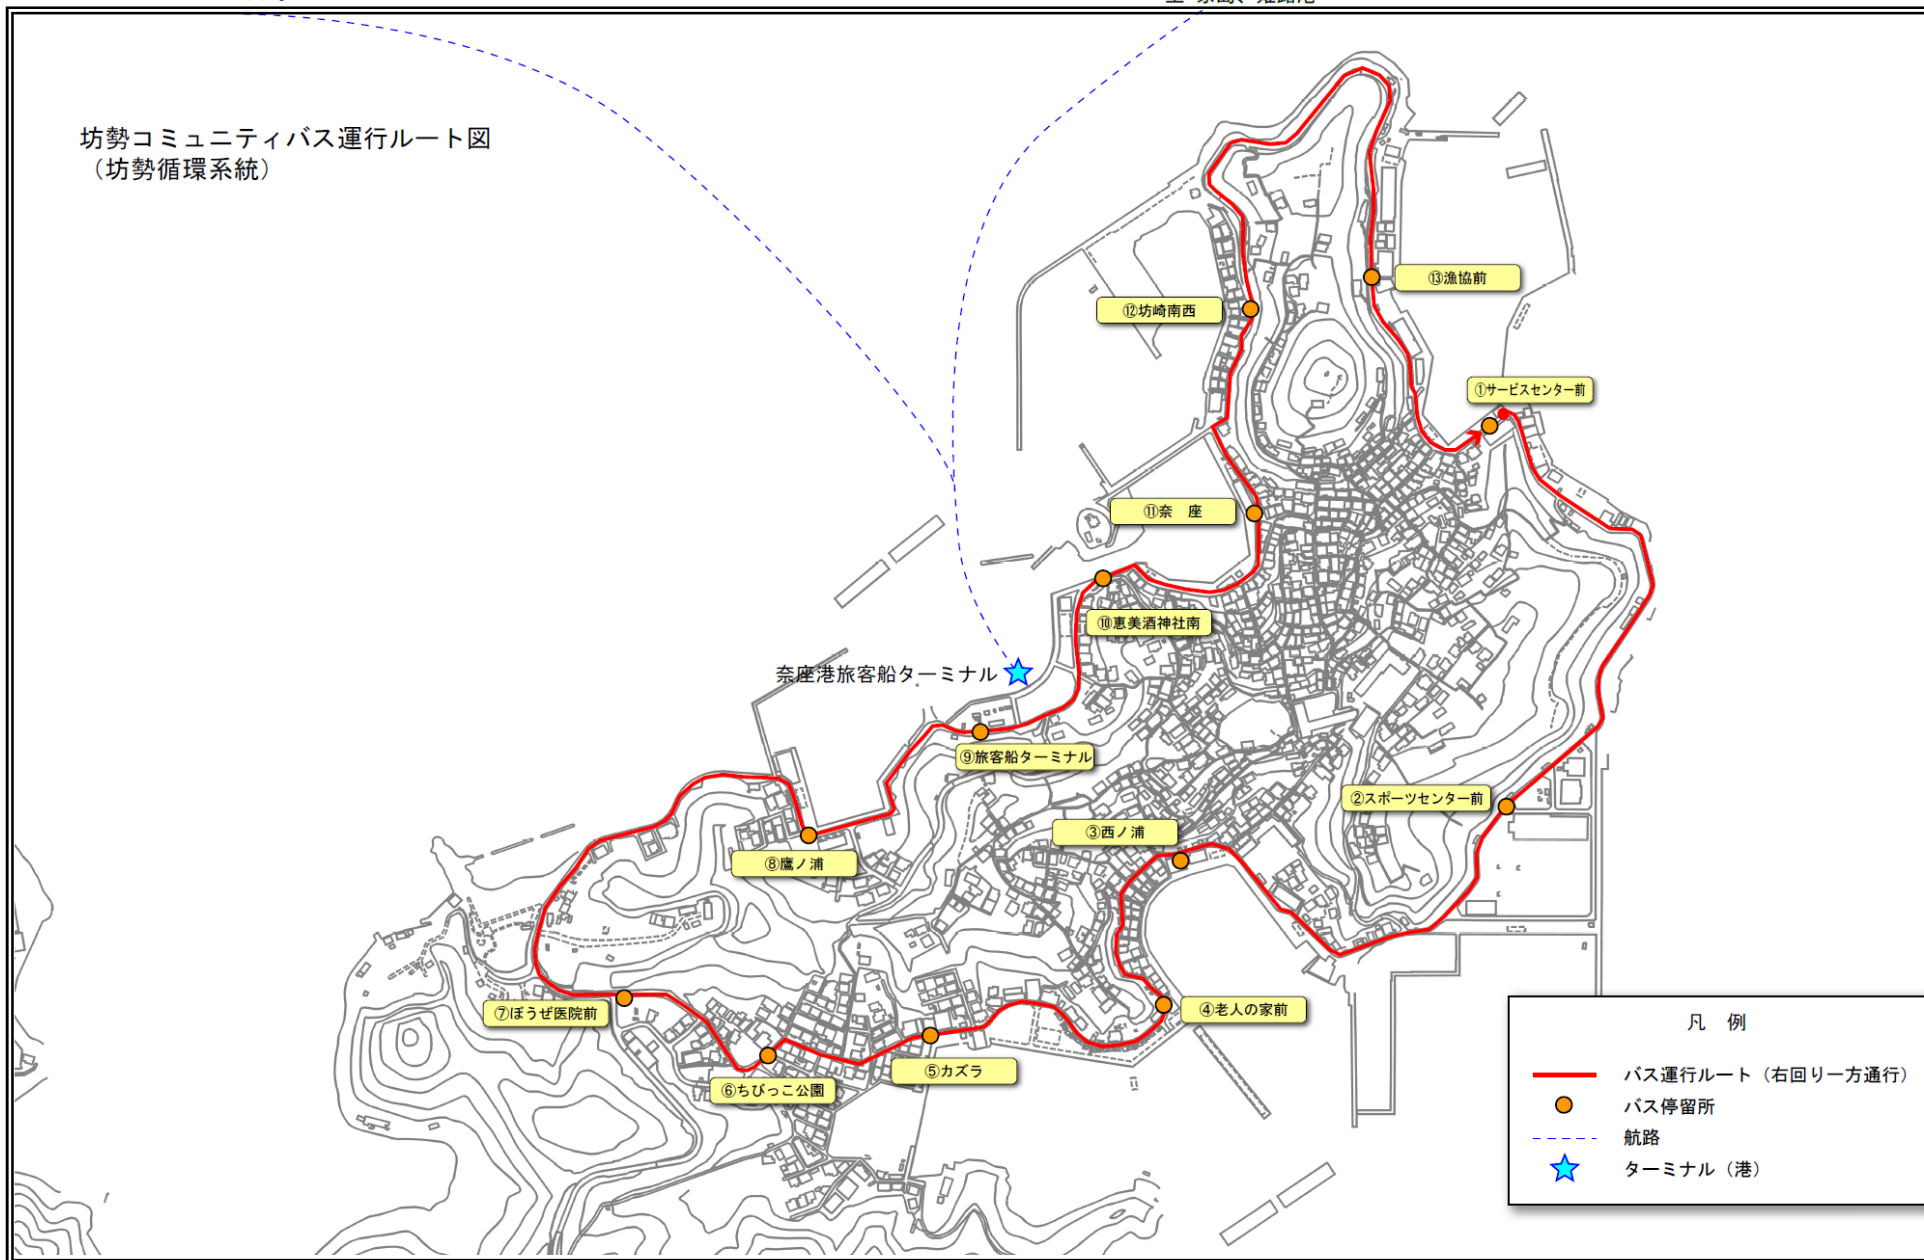 坊勢コミュニティバス運行ルート図
（坊勢循環系統）
⑬漁協前
⑫坊崎南西
①サービスセンター前
⑪奈　座
⑩恵美酒神社南
奈座港旅客船ターミナル
⑨旅客船ターミナル
②スポーツセンター前
③西ノ浦
⑧鷹ノ浦
④老人の家前
⑦ぼうぜ医院前
⑤カズラ
⑥ちびっこ公園
凡　例
バス運行ルート（右回り一方通行）
バス停留所
航路
ターミナル（港）